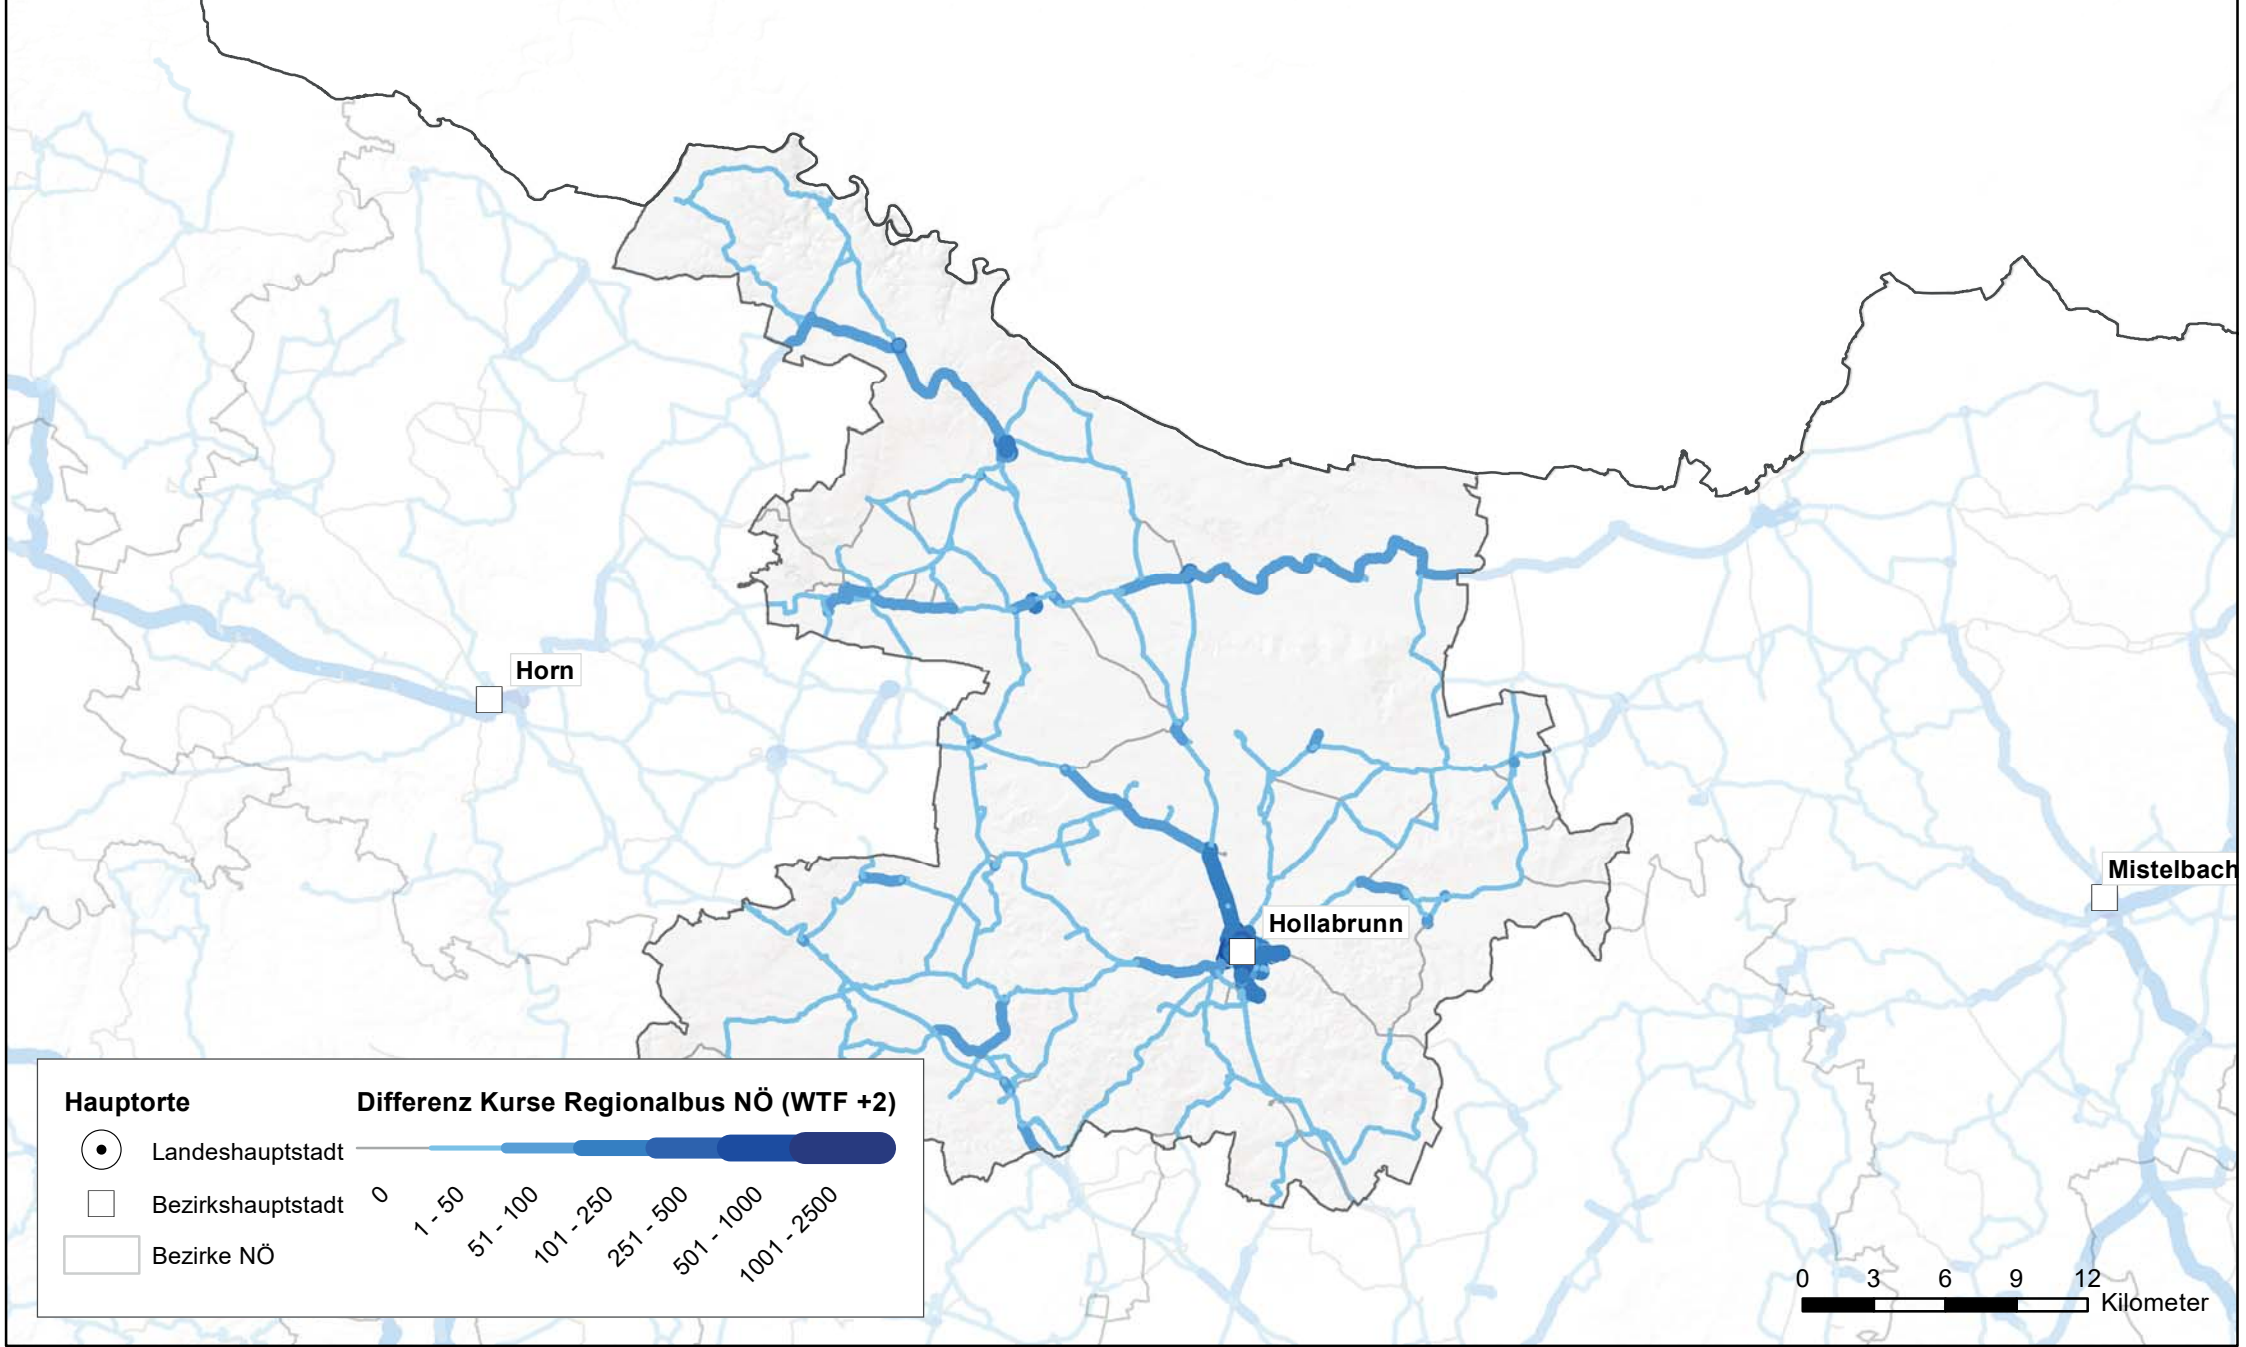 Horn
Mistelbach
Hollabrunn
Hauptorte
Differenz Kurse Regionalbus NÖ (WTF +2)
Landeshauptstadt
Bezirkshauptstadt
Bezirke NÖ
0
1 - 50
51 - 100
101 - 250
251 - 500
501 - 1000
1001 - 2500
0 3 6 9 12
Kilometer